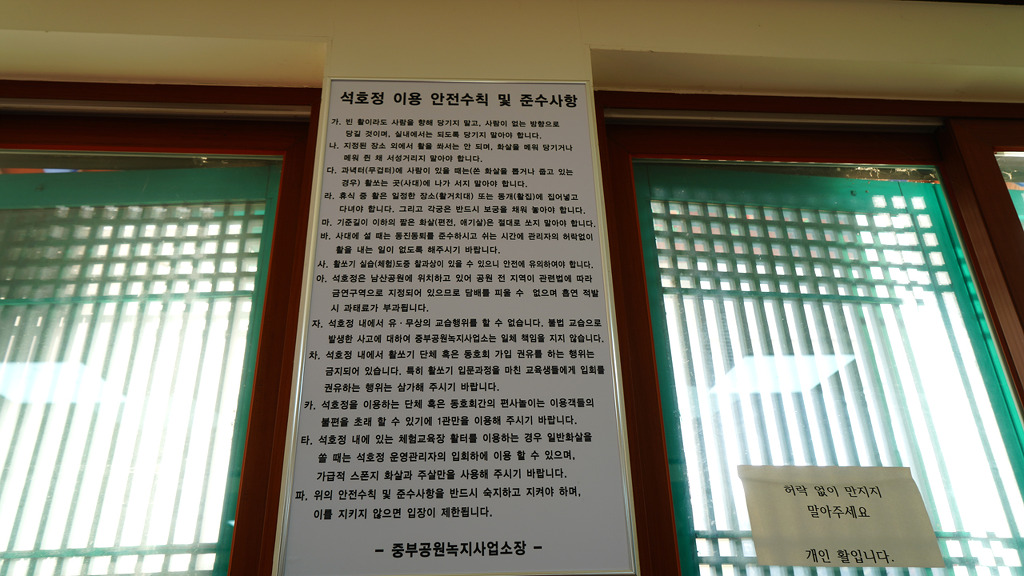 석호정 이용 안전수칙 및 준수사항
가. 빈 활이라도 사람을 향해 당기지 말고, 사람이 없는 방향으로
당길 것이며, 실내에서는 되도록 당기지 말아야 합니다.
나. 지정된 장소 외에서 활을 쏴서는 안 되며, 화살을 메워 당기거나
메워 쥔 채 서성거리지 말아야 합니다.
다. 과녁터(무겁터)에 사람이 있을 때는(쏜 화살을 뽑거나 줍고 있는
경우) 활쏘는 곳(사대)에 나가 서지 말아야 합니다.
라. 휴식 중 활은 일정한 장소(활거치대) 또는 동개(활집)에 집어넣고
다녀야 합니다. 그리고 각궁은 반드시 보궁을 채워 놓아야 합니다.
마. 기준길이 이하의 짧은 화살(편전, 애기살)은 절대로 쏘지 말아야 합니다.
바. 사대에 설 때는 동진동퇴를 준수하시고 쉬는 시간에 관리자의 허락없이
활을 내는 일이 없도록 해주시기 바랍니다.
사. 활쏘기 실습(체험)도중 찰과상이 있을 수 있으니 안전에 유의하여야 합니다.
아. 석호정은 남산공원에 위치하고 있어 공원 전 지역이 관련법에 따라
금연구역으로 지정되어 있으므로 담배를 피울 수 없으며 흡연 적발
시 과태료가 부과됩니다.
자. 석호정 내에서 유·무상의 교습행위를 할 수 없습니다. 불법 교습으로
발생한 사고에 대하여 중부공원녹지사업소는 일체 책임을 지지 않습니다.
차. 석호정 내에서 활쏘기 단체 혹은 동호회 가입 권유를 하는 행위는
금지되어 있습니다. 특히 활쏘기 입문과정을 마친 교육생들에게 입회를
권유하는 행위는 삼가해 주시기 바랍니다.
카. 석호정을 이용하는 단체 혹은 동호회간의 편사놀이는 이용객들의
불편을 초래 할 수 있기에 1관만을 이용해 주시기 바랍니다.
타. 석호정 내에 있는 체험교육장 활터를 이용하는 경우 일반화살을
쏠 때는 석호정 운영관리자의 입회하에 이용 할 수 있으며,
가급적 스폰지 화살과 주살만을 사용해 주시기 바랍니다.
파. 위의 안전수칙 및 준수사항을 반드시 숙지하고 지켜야 하며,
이를 지키지 않으면 입장이 제한됩니다.
- 중부공원녹지사업소장 -
허락 없이 만지지
말아주세요
개인 활입니다.